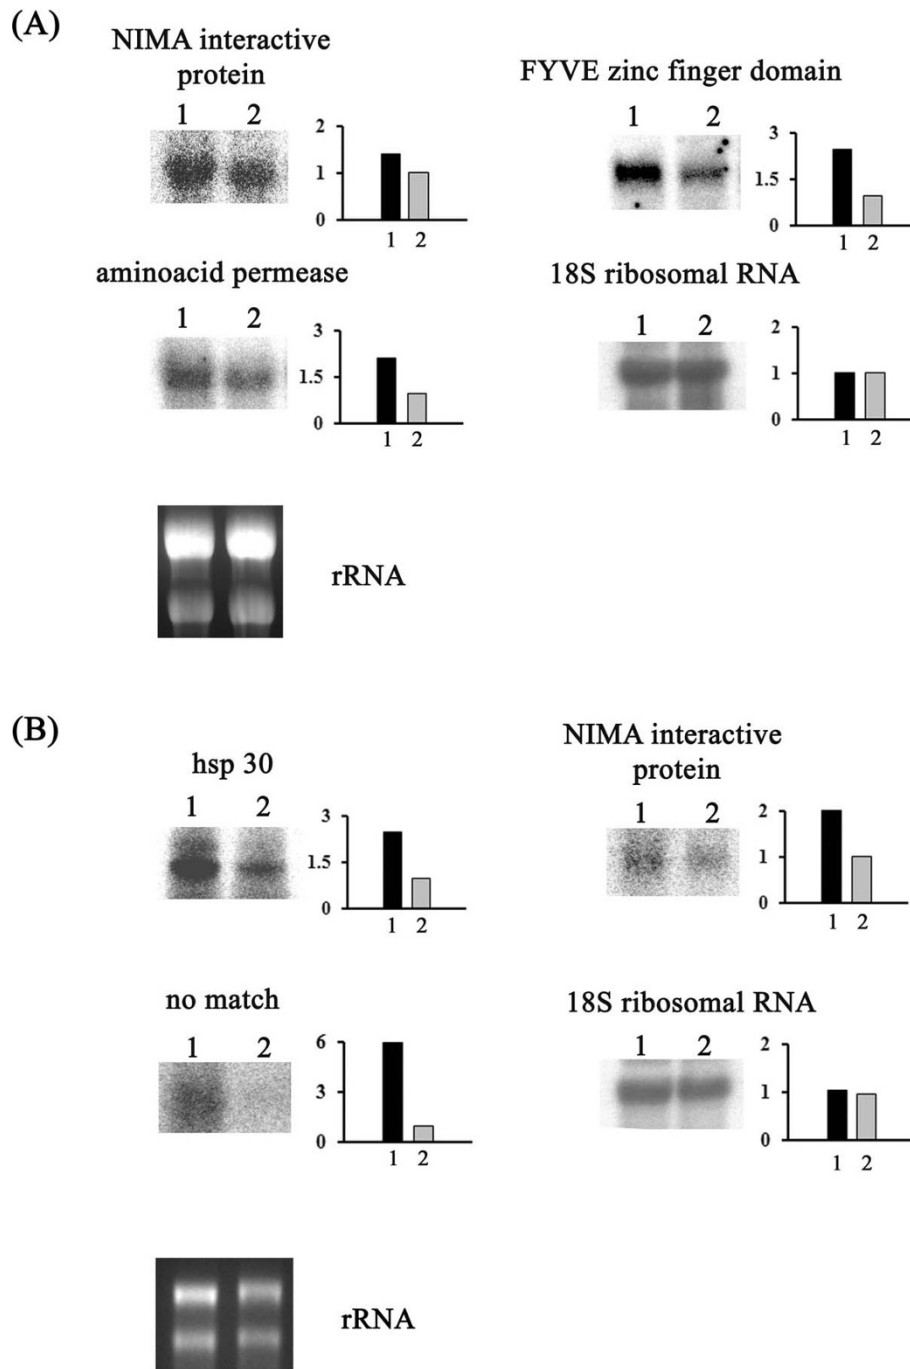 (A)
NIMA interactive
protein
1 2
2
1
0
1 2
FYVE zinc finger domain
1 2
3
1.5
0
1 2
aminoacid permease
1 2
3
1.5
0
1 2
18S ribosomal RNA
1 2
2
1
0
1 2
rRNA
(B)
hsp 30
1 2
3
1.5
0
1 2
NIMA interactive
protein
1 2
2
1
0
1 2
no match
1 2
6
3
0
1 2
18S ribosomal RNA
1 2
2
1
0
1 2
rRNA